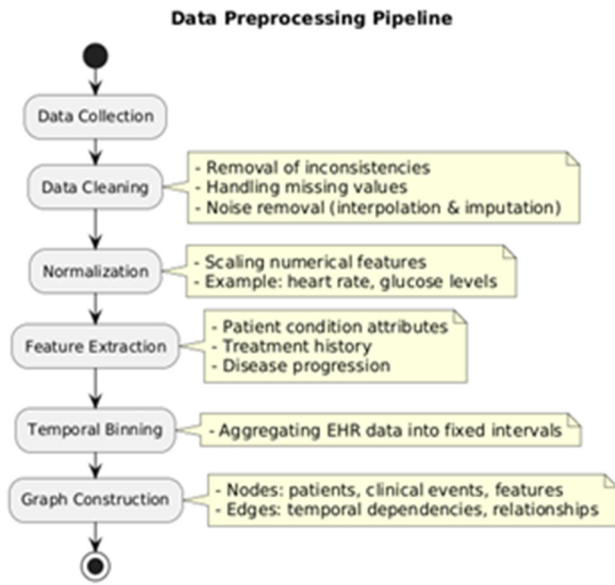 Data Preprocessing Pipeline
Data Collection
Data Cleaning
- Removal of inconsistencies
- Handling missing values
- Noise removal (interpolation & imputation)
Normalization
- Scaling numerical features
- Example: heart rate, glucose levels
Feature Extraction
- Patient condition attributes
- Treatment history
- Disease progression
Temporal Binning
- Aggregating EHR data into fixed intervals
Graph Construction
- Nodes: patients, clinical events, features
- Edges: temporal dependencies, relationships